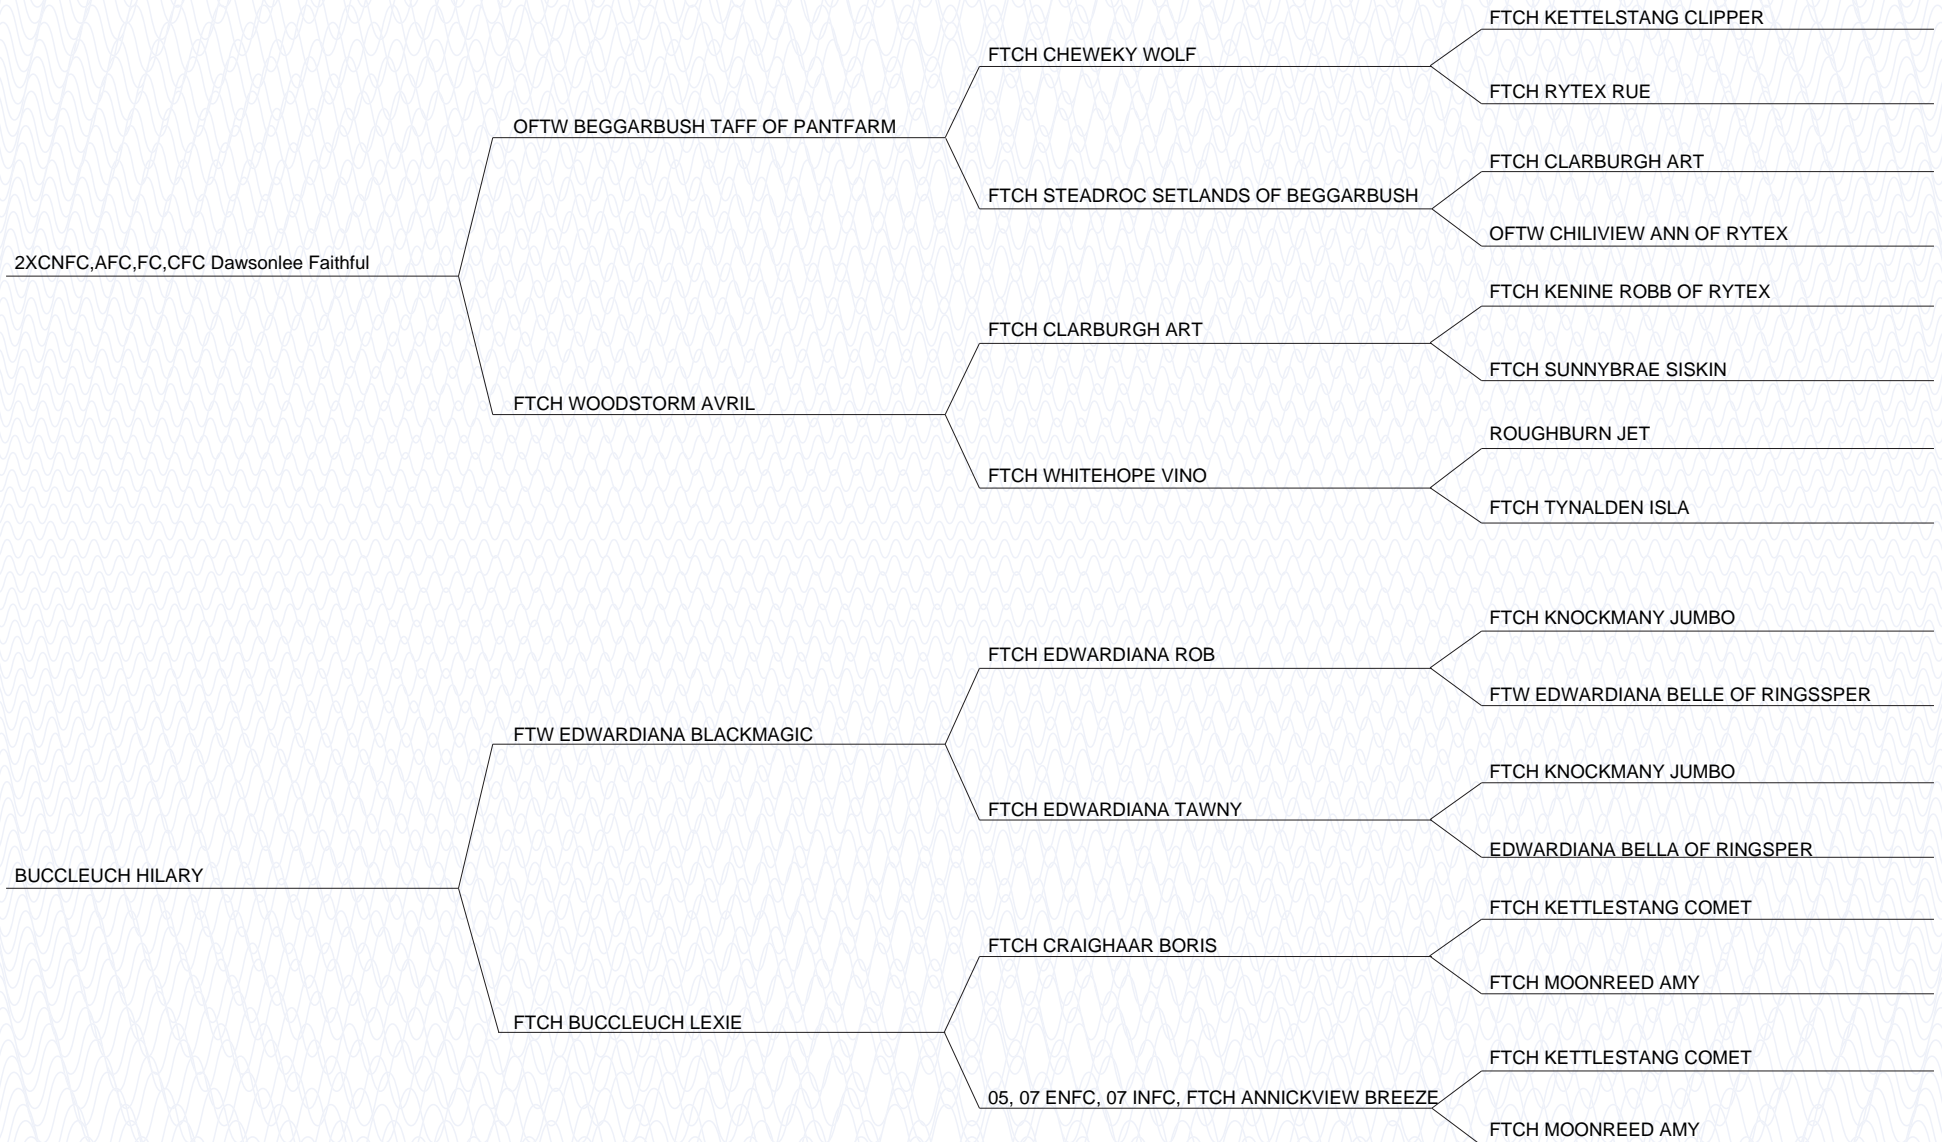 FTCH KETTELSTANG CLIPPER
FTCH CHEWEKY WOLF
FTCH RYTEX RUE
OFTW BEGGARBUSH TAFF OF PANTFARM
FTCH CLARBURGH ART
FTCH STEADROC SETLANDS OF BEGGARBUSH
OFTW CHILIVIEW ANN OF RYTEX
2XCNFC,AFC,FC,CFC Dawsonlee Faithful
FTCH KENINE ROBB OF RYTEX
FTCH CLARBURGH ART
FTCH SUNNYBRAE SISKIN
FTCH WOODSTORM AVRIL
ROUGHBURN JET
FTCH WHITEHOPE VINO
FTCH TYNALDEN ISLA
FTCH KNOCKMANY JUMBO
FTCH EDWARDIANA ROB
FTW EDWARDIANA BELLE OF RINGSSPER
FTW EDWARDIANA BLACKMAGIC
FTCH KNOCKMANY JUMBO
FTCH EDWARDIANA TAWNY
EDWARDIANA BELLA OF RINGSPER
BUCCLEUCH HILARY
FTCH KETTLESTANG COMET
FTCH CRAIGHAAR BORIS
FTCH MOONREED AMY
FTCH BUCCLEUCH LEXIE
FTCH KETTLESTANG COMET
05, 07 ENFC, 07 INFC, FTCH ANNICKVIEW BREEZE
FTCH MOONREED AMY